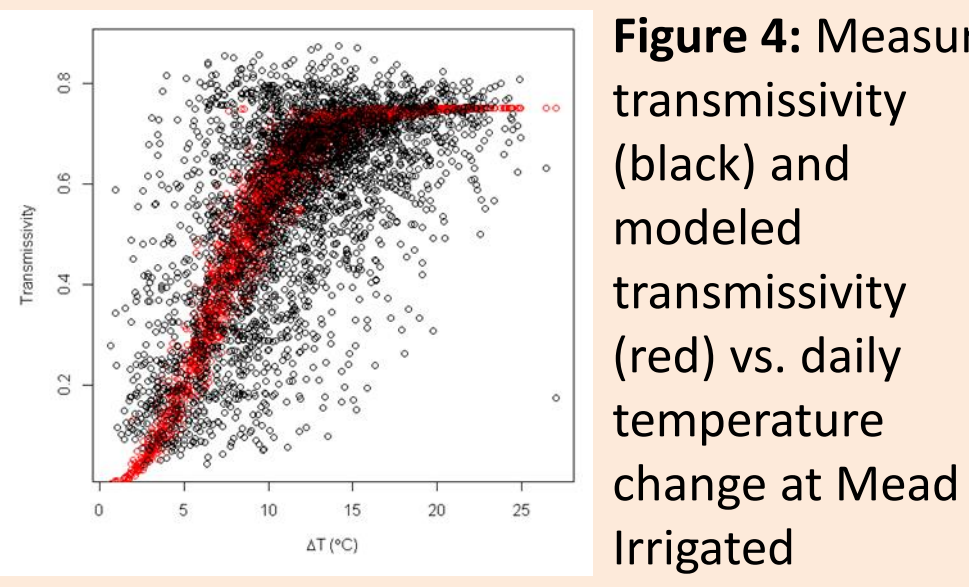 Figure 4:
transmissivity
(black) and
modeled
transmissivity
(red) vs. daily
temperature
change at Mead
Irrigated
Transmissivity
0.8
0.6
0.4
0.2
0 5 10 15 20 25
ΔT (°C)